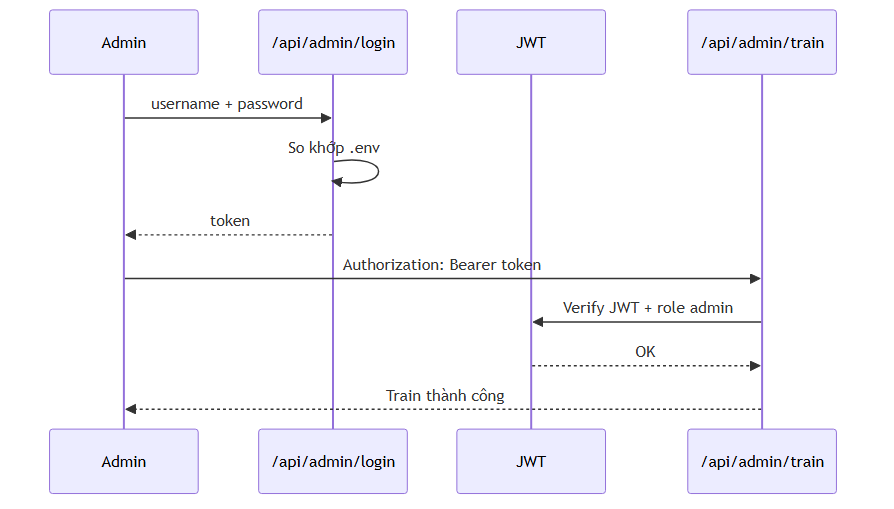 Admin
/api/admin/login
JWT
/api/admin/train
username + password
So khớp .env
token
Authorization: Bearer token
Verify JWT + role admin
OK
Train thành công
Admin
/api/admin/login
JWT
/api/admin/train